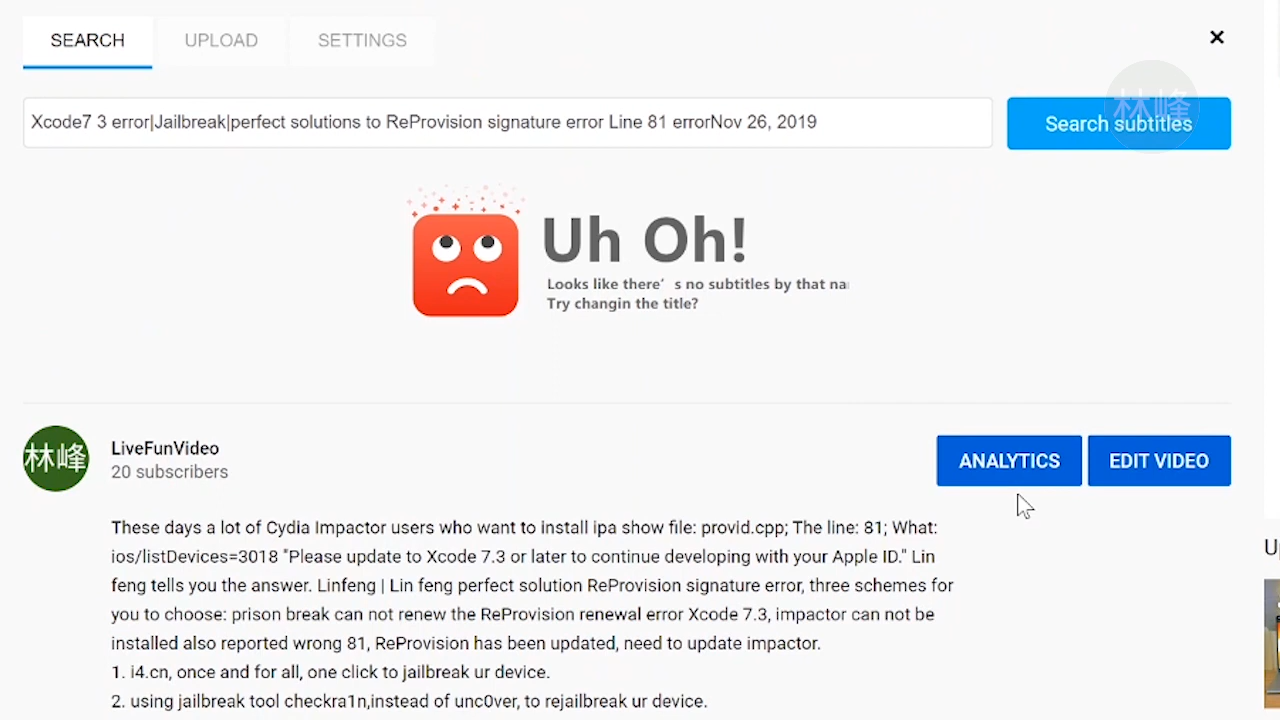 SEARCH
UPLOAD
SETTINGS
林峰
Xcode7 3 error|Jailbreak|perfect solutions to ReProvision signature error Line 81 errorNov 26, 2019
Search subtitles
Uh Oh!
Looks like there's no subtitles by that
Try changin the title?
林峰
LiveFunVideo
20 subscribers
ANALYTICS
EDIT VIDEO
These days a lot of Cydia Impactor users who want to install ipa show file: provid.cpp; The line: 81; What:
ios/listDevices=3018 "Please update to Xcode 7.3 or later to continue developing with your Apple ID." Lin
feng tells you the answer. Linfeng | Lin feng perfect solution ReProvision signature error, three schemes for
you to choose: prison break can not renew the ReProvision renewal error Xcode 7.3, impactor can not be
installed also reported wrong 81, ReProvision has been updated, need to update impactor.
1. i4.cn, once and for all, one click to jailbreak ur device.
2. using jailbreak tool checkra1n,instead of unc0ver, to rejailbreak ur device.